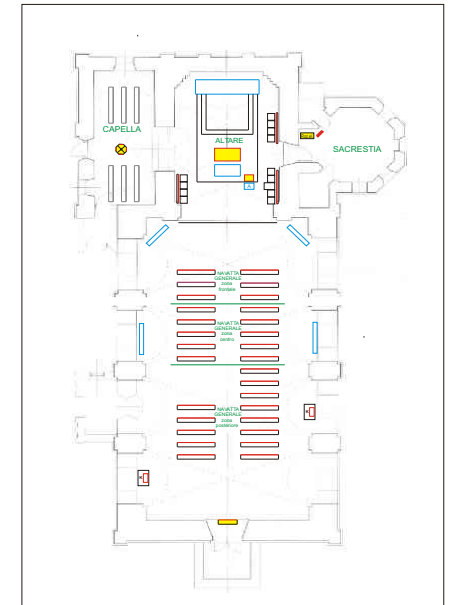 CAPELLA
ALTARE
SACRESTIA
NAVATTA
GENERALE
zona
frontale
NAVATTA
GENERALE
zona
centro
NAVATTA
GENERALE
zona
posteriore